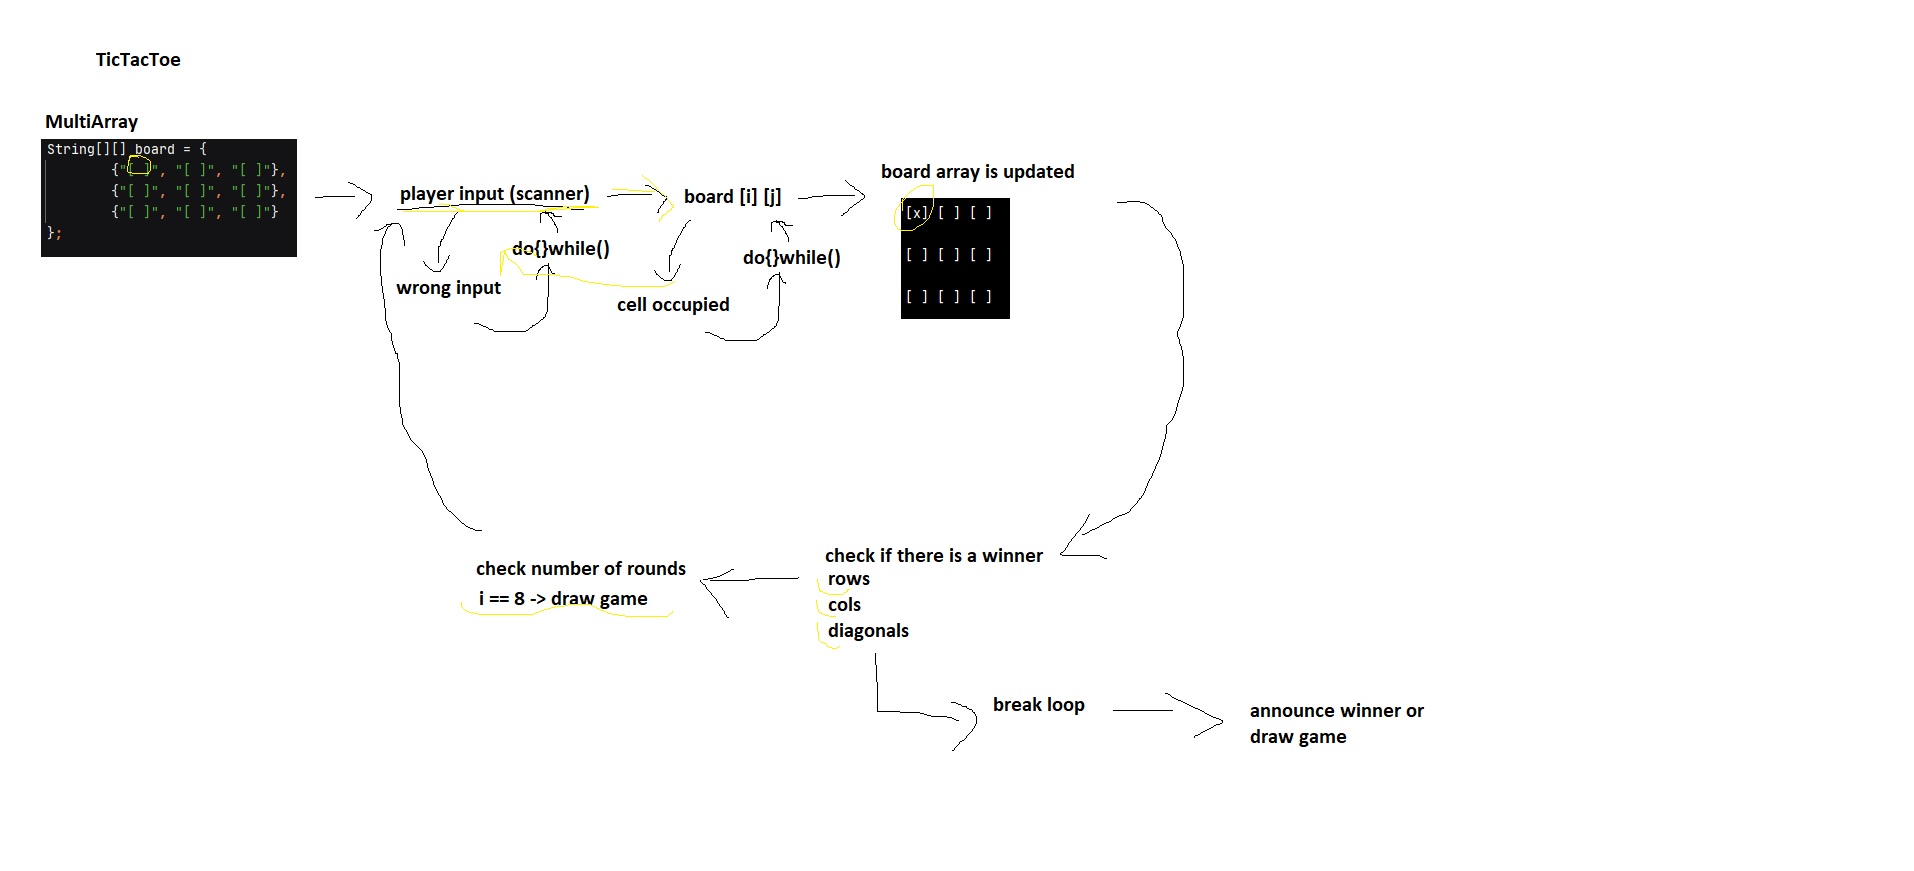 TicTacToe
MultiArray
String[][] board = {
{"[ ]", "[ ]", "[ ]"},
{"[ ]", "[ ]", "[ ]"},
{"[ ]", "[ ]", "[ ]"}
};
player input (scanner)
do{}while()
wrong input
board [i] [j]
do{}while()
cell occupied
board array is updated
[x] [ ] [ ]
[ ] [ ] [ ]
[ ] [ ] [ ]
check if there is a winner
rows
cols
diagonals
check number of rounds
i == 8 -> draw game
break loop
announce winner or
draw game